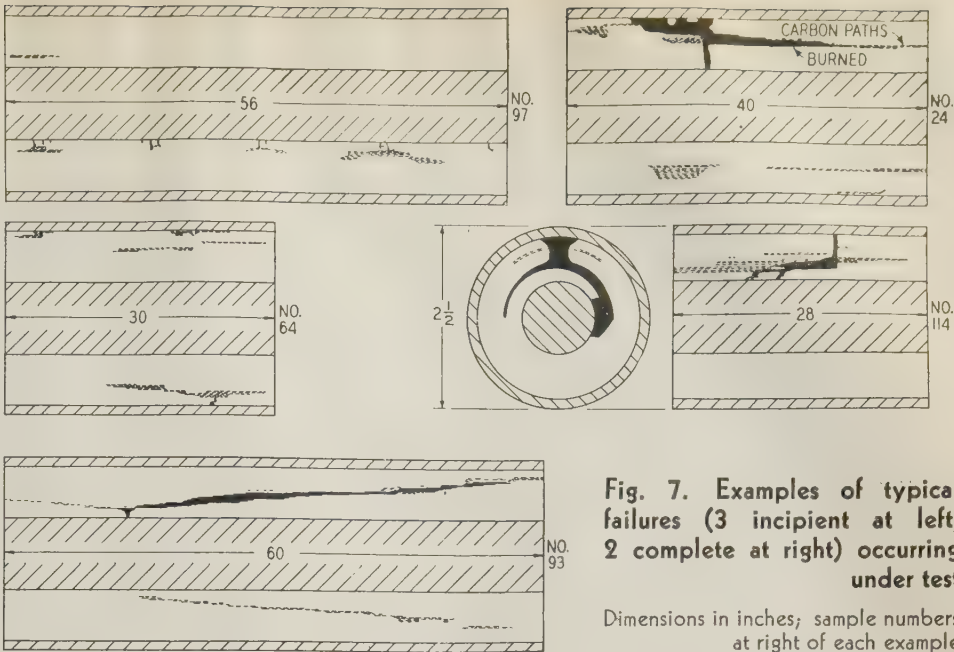 56
NO.
97
CARBON PATHS
BURNED
40
NO.
24
30
NO.
64
2 1/2
28
NO.
114
60
NO.
93
Fig. 7. Examples of typical
failures (3 incipient at left
2 complete at right) occurring
under test
Dimensions in inches; sample numbers
at right of each example